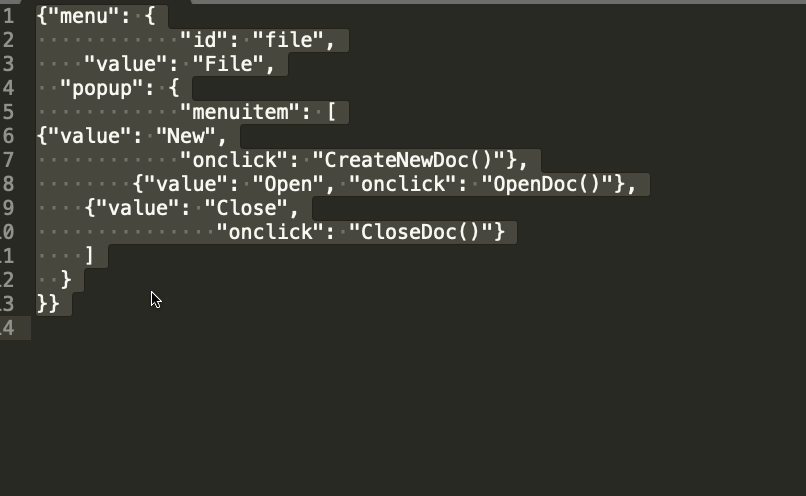 1 {"menu": {
2             "id": "file",
3     "value": "File",
4   "popup": {
5             "menuitem": [
6 {"value": "New",
7             "onclick": "CreateNewDoc()"},
8         {"value": "Open", "onclick": "OpenDoc()"},
9     {"value": "Close",
10                "onclick": "CloseDoc()"}
11     ]
12   }
13 }}
14